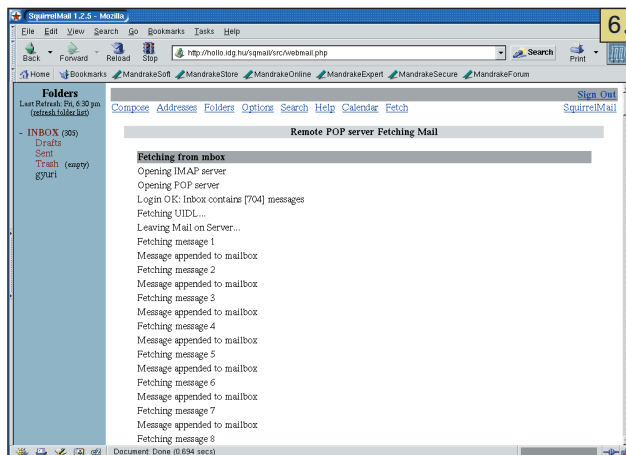 SquirrelMail 1.2.5 - Mozilla
6.
File Edit View Search Go Bookmarks Tasks Help
Back Forward Reload Stop http://hollo.idg.hu/sqmail/src/webmail.php Search Print
Home Bookmarks MandrakeSoft MandrakeStore MandrakeOnline MandrakeExpert MandrakeSecure MandrakeForum
Folders
Last Refresh: Fri, 6:30 pm
(refresh folder list)
- INBOX (305)
Drafts
Sent
Trash (empty)
gyuri
Sign Out
Compose Addresses Folders Options Search Help Calendar Fetch SquirrelMail
Remote POP server Fetching Mail
Fetching from mbox
Opening IMAP server
Opening POP server
Login OK: Inbox contains [704] messages
Fetching UIDL...
Leaving Mail on Server...
Fetching message 1
Message appended to mailbox
Fetching message 2
Message appended to mailbox
Fetching message 3
Message appended to mailbox
Fetching message 4
Message appended to mailbox
Fetching message 5
Message appended to mailbox
Fetching message 6
Message appended to mailbox
Fetching message 7
Message appended to mailbox
Fetching message 8
Document: Done (0.694 secs)